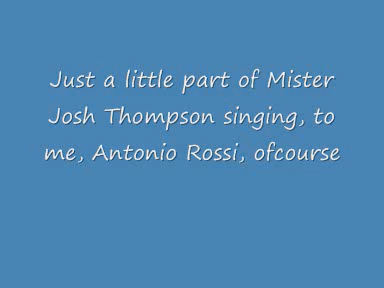 Just a little part of Mister
Josh Thompson singing, to
me, Antonio Rossi, ofcourse